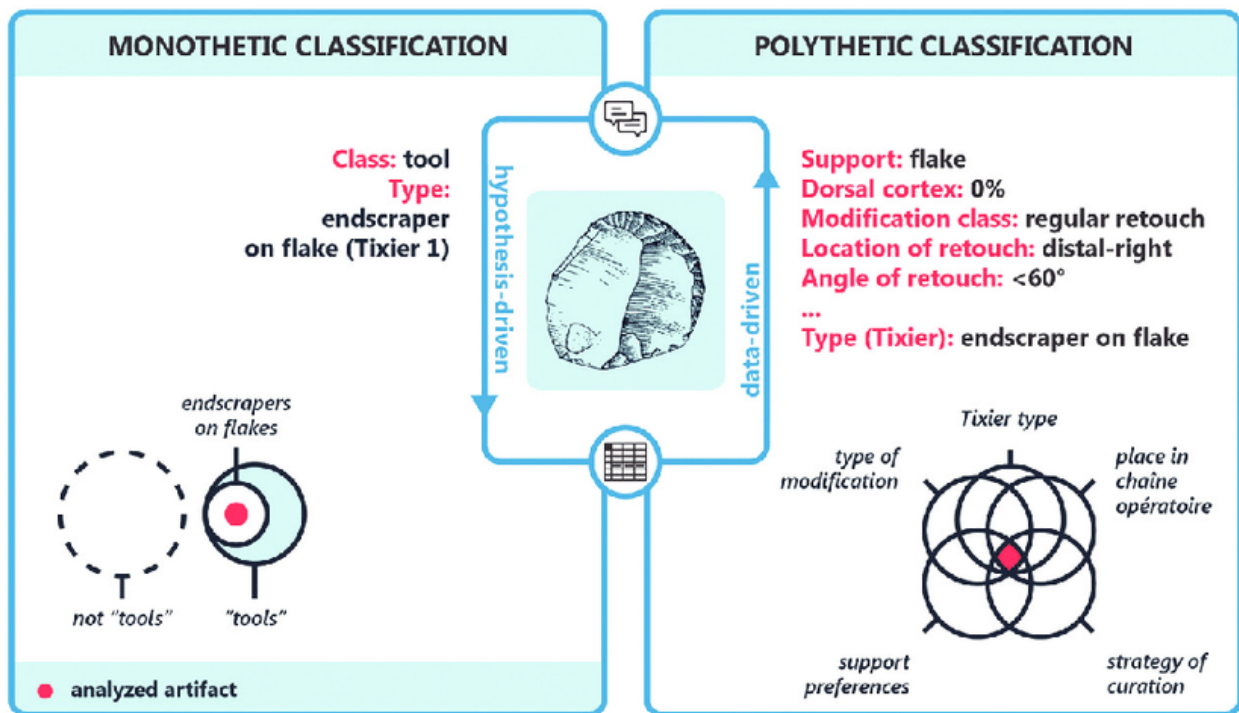 MONOTHETIC CLASSIFICATION
Class: tool
Type:
endscraper
on flake (Tixier 1)
hypothesis-driven
endscrapers
on flakes
not "tools"
"tools"
analyzed artifact
POLYTHETIC CLASSIFICATION
data-driven
Support: flake
Dorsal cortex: 0%
Modification class: regular retouch
Location of retouch: distal-right
Angle of retouch: <60°
...
Type (Tixier): endscraper on flake
Tixier type
type of
modification
place in
chaîne
opératoire
support
preferences
strategy of
curation